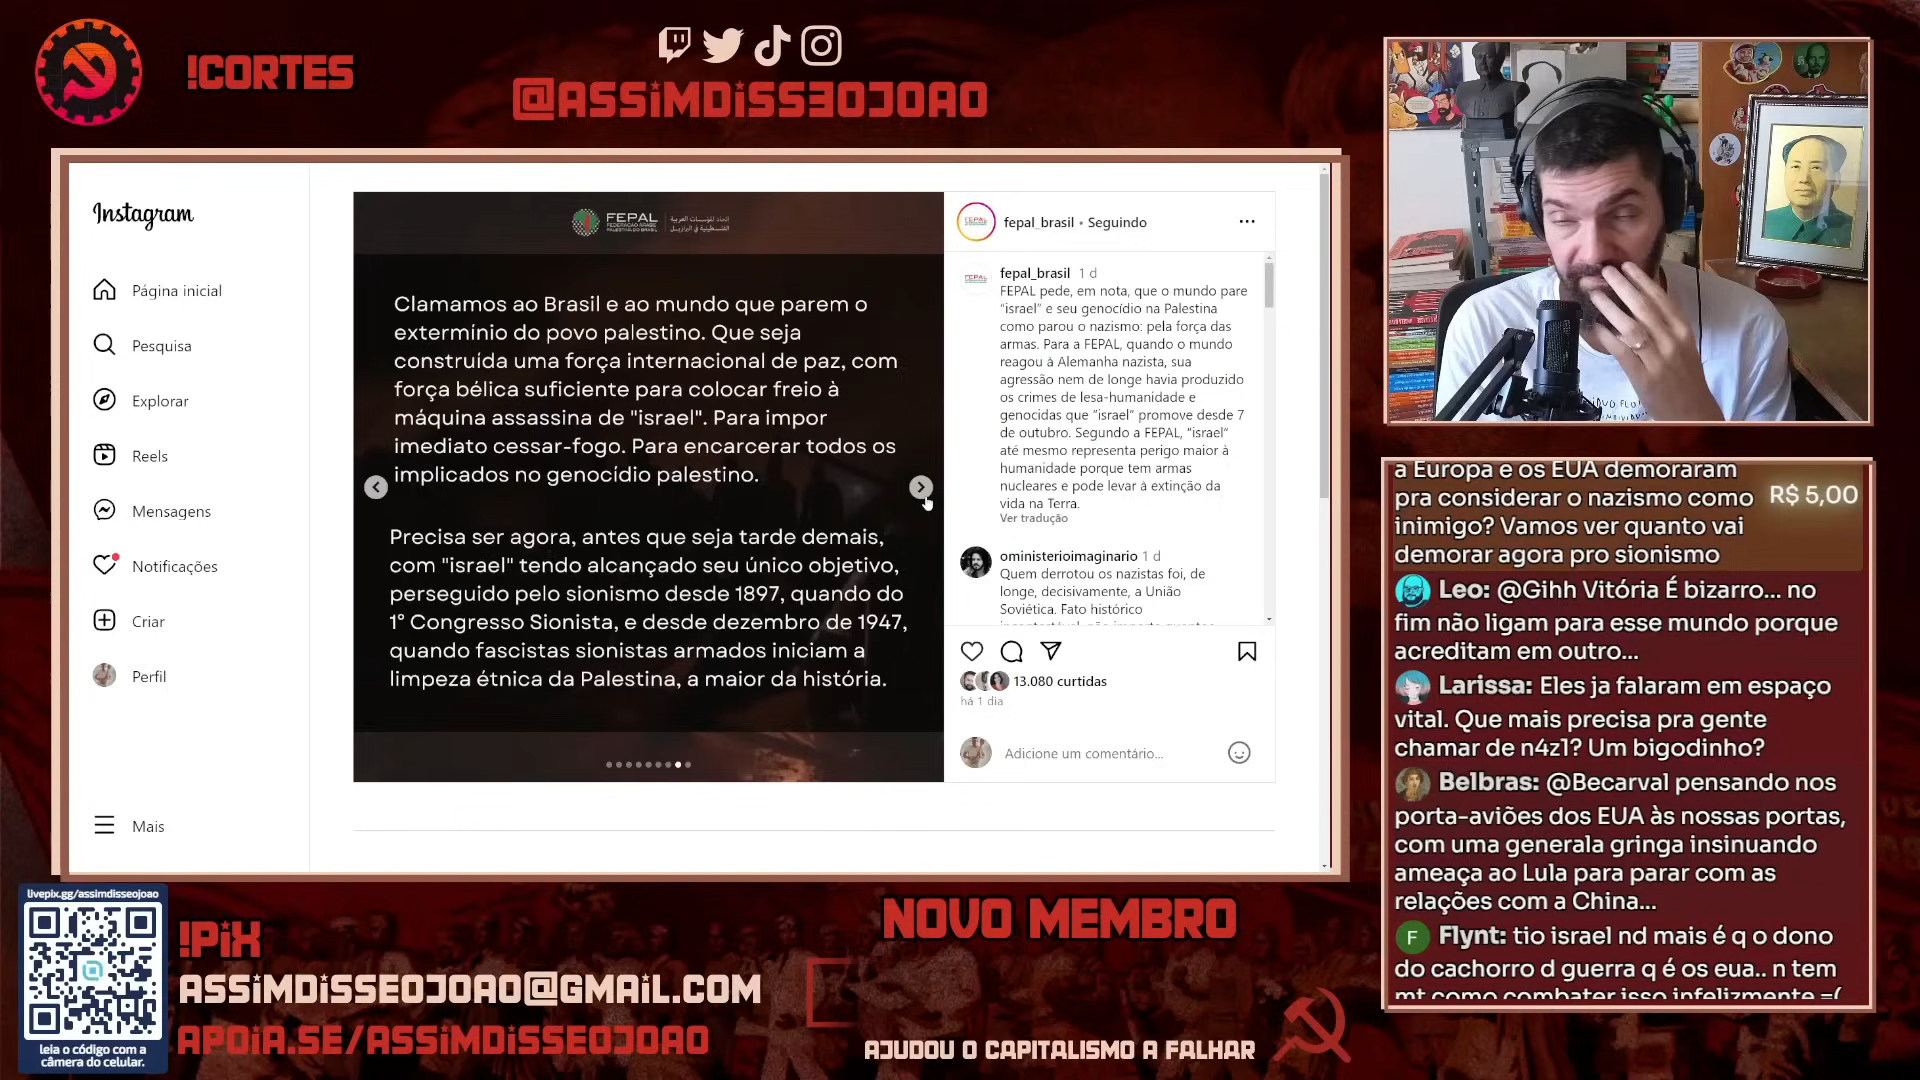 !CORTES
@ASSIMDISSEOJOAO
Instagram
Página inicial
Pesquisa
Explorar
Reels
Mensagens
Notificações
Criar
Perfil
Mais
FEPAL
FEDERAÇÃO ÁRABE
PALESTINA DO BRASIL
Clamamos ao Brasil e ao mundo que parem o
extermínio do povo palestino. Que seja
construída uma força internacional de paz, com
força bélica suficiente para colocar freio à
máquina assassina de "israel". Para impor
imediato cessar-fogo. Para encarcerar todos os
implicados no genocídio palestino.
Precisa ser agora, antes que seja tarde demais,
com "israel" tendo alcançado seu único objetivo,
perseguido pelo sionismo desde 1897, quando do
1° Congresso Sionista, e desde dezembro de 1947,
quando fascistas sionistas armados iniciam a
limpeza étnica da Palestina, a maior da história.
fepal_brasil • Seguindo
fepal_brasil 1 d
FEPAL pede, em nota, que o mundo pare
“israel” e seu genocídio na Palestina
como parou o nazismo: pela força das
armas. Para a FEPAL, quando o mundo
reagou à Alemanha nazista, sua
agressão nem de longe havia produzido
os crimes de lesa-humanidade e
genocidas que “israel” promove desde 7
de outubro. Segundo a FEPAL, “israel”
até mesmo representa perigo maior à
humanidade porque tem armas
nucleares e pode levar à extinção da
vida na Terra.
Ver tradução
oministerioimaginario 1 d
Quem derrotou os nazistas foi, de
longe, decisivamente, a União
Soviética. Fato histórico
13.080 curtidas
há 1 dia
Adicione um comentário...
a Europa e os EUA demoraram
pra considerar o nazismo como
inimigo? Vamos ver quanto vai
demorar agora pro sionismo
R$ 5,00
Leo: @Gihh Vitória É bizarro... no
fim não ligam para esse mundo porque
acreditam em outro...
Larissa: Eles ja falaram em espaço
vital. Que mais precisa pra gente
chamar de n4z1? Um bigodinho?
Belbras: @Becarval pensando nos
porta-aviões dos EUA às nossas portas,
com uma generala gringa insinuando
ameaça ao Lula para parar com as
relações com a China...
F Flynt: tio israel nd mais é q o dono
do cachorro d guerra q é os eua.. n tem
mt como combater isso infelizmente =(
livepix.gg/assimdisseojoao
leia o código com a
câmera do celular.
!PIX
ASSIMDISSEOJOAO@GMAIL.COM
APOIA.SE/ASSIMDISSEOJOAO
NOVO MEMBRO
AJUDOU O CAPITALISMO A FALHAR